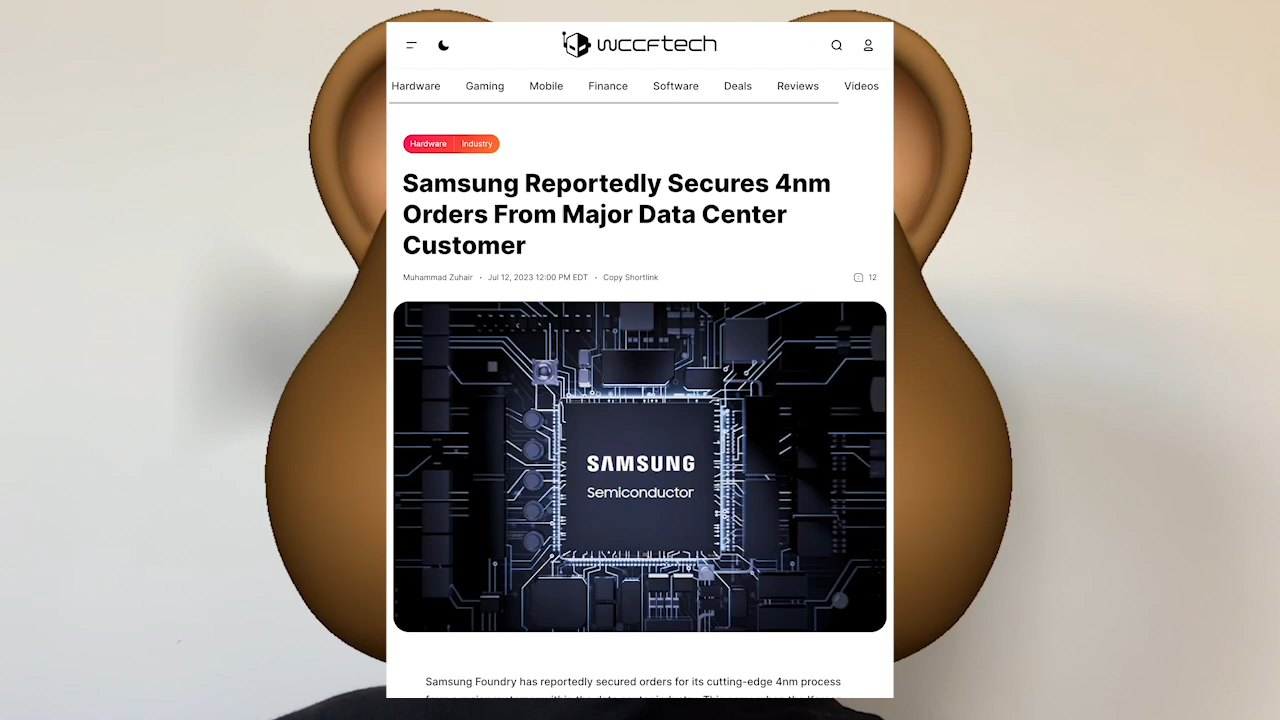 wccftech
Hardware Gaming Mobile Finance Software Deals Reviews Videos
Hardware Industry
Samsung Reportedly Secures 4nm
Orders From Major Data Center
Customer
Muhammad Zuhair • Jul 12, 2023 12:00 PM EDT • Copy Shortlink
12
SAMSUNG
Semiconductor
Samsung Foundry has reportedly secured orders for its cutting-edge 4nm process